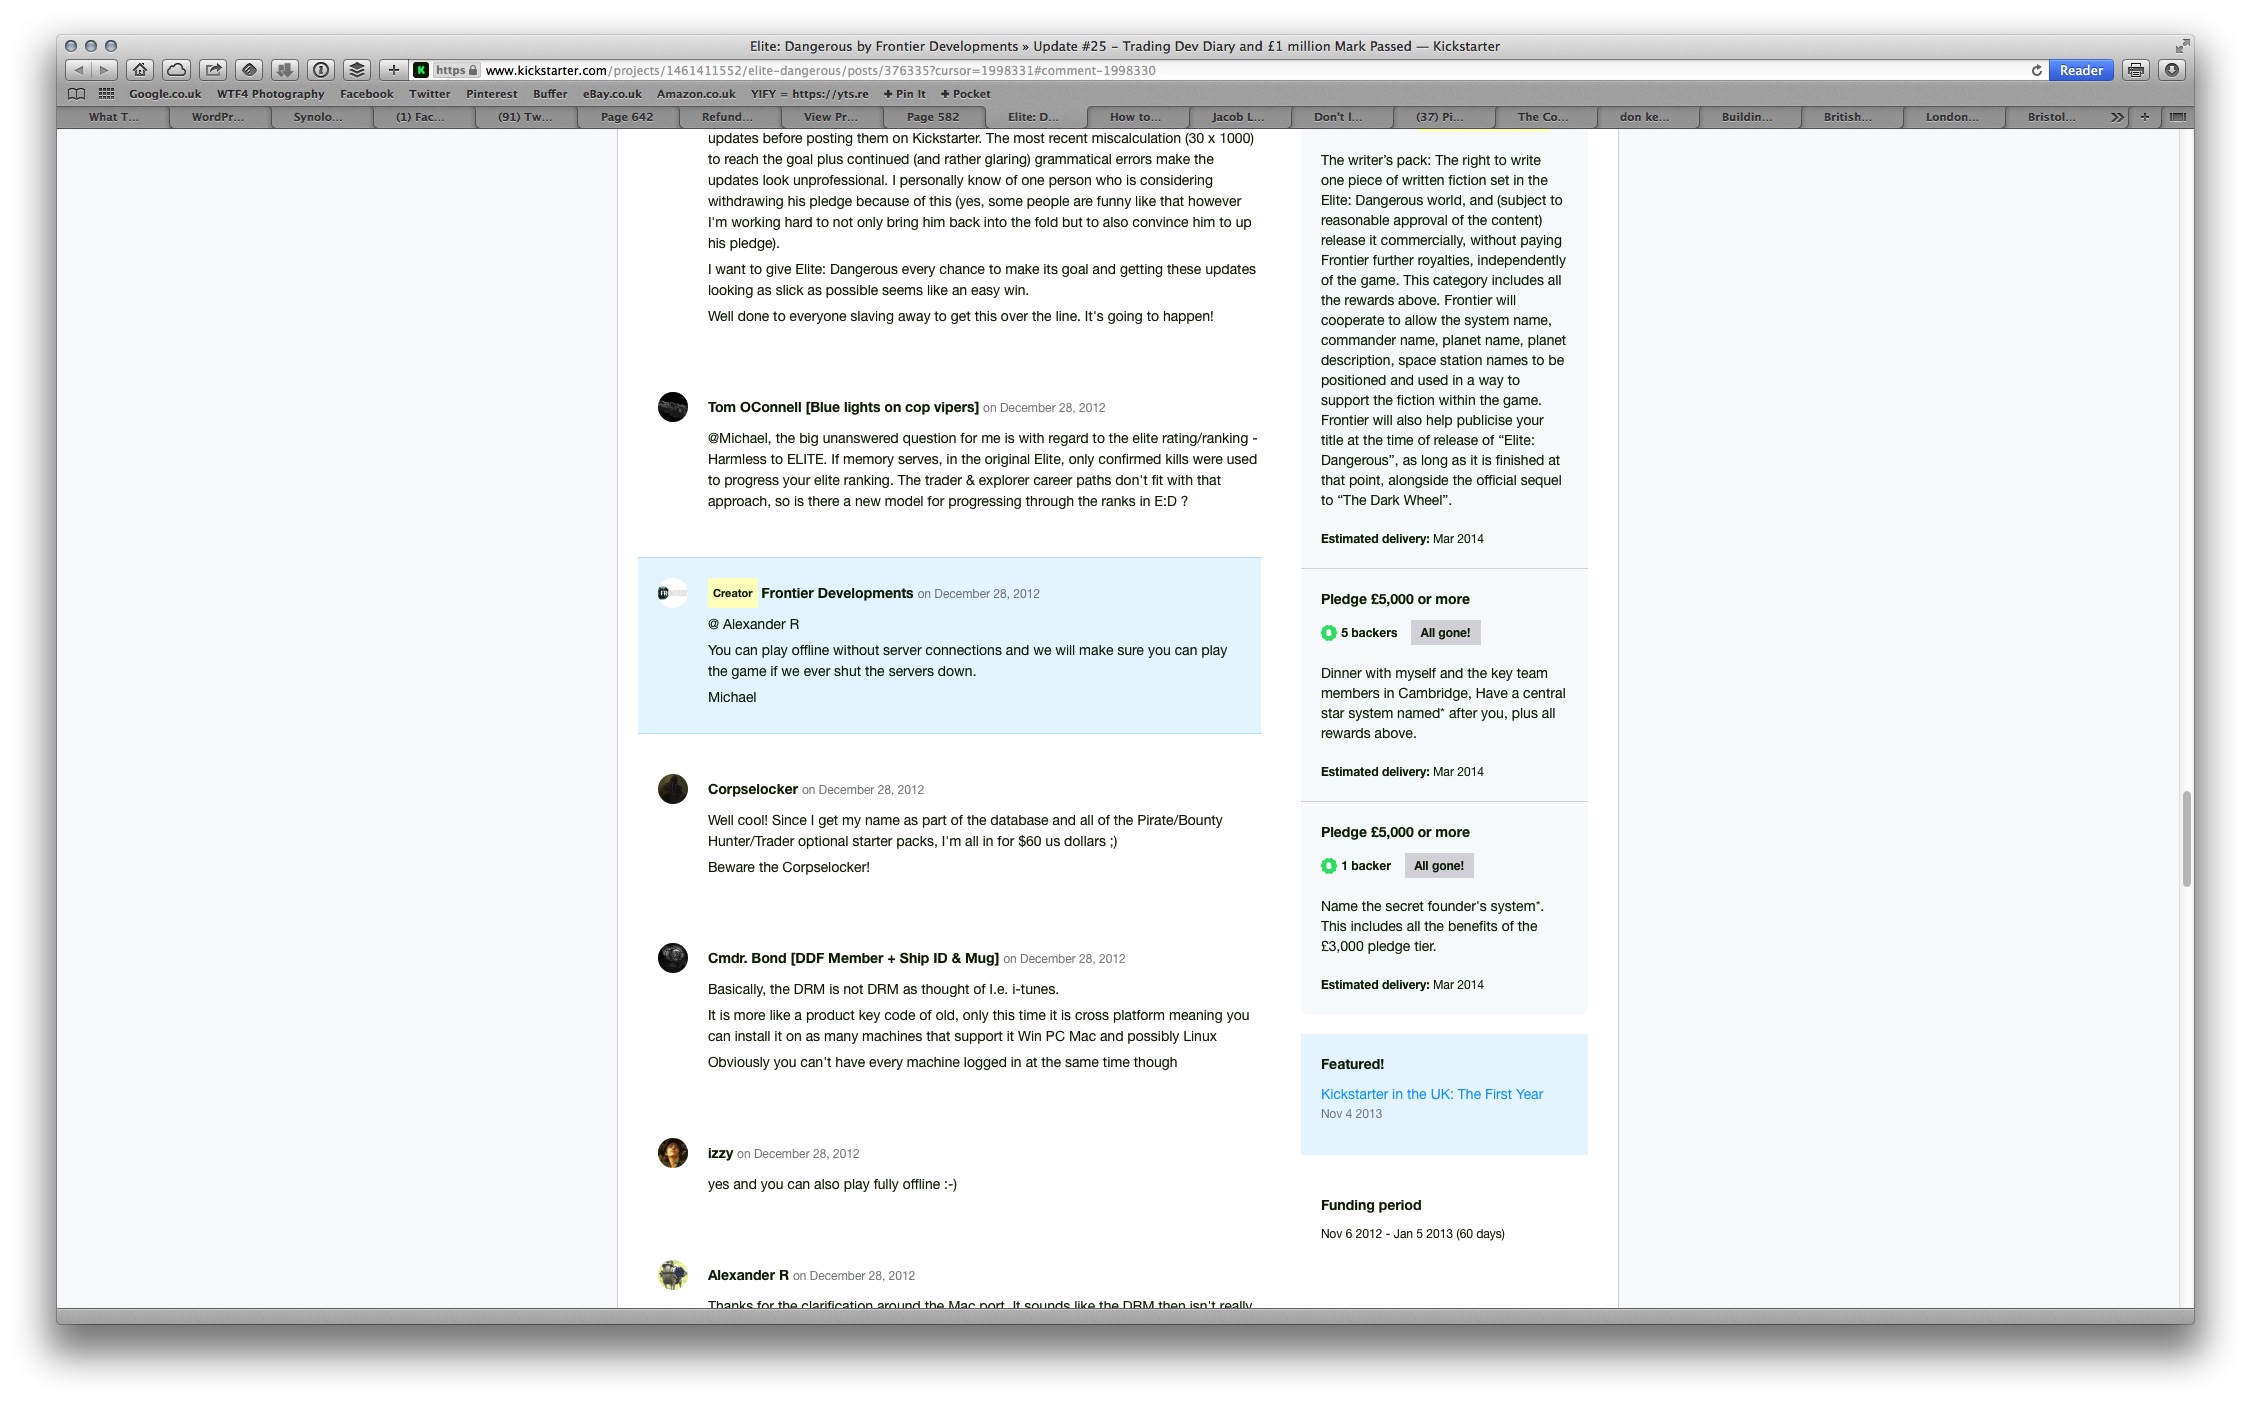 Elite: Dangerous by Frontier Developments » Update #25 – Trading Dev Diary and £1 million Mark Passed — Kickstarter
https www.kickstarter.com/projects/1461411552/elite-dangerous/posts/376335?cursor=1998331#comment-1998330
Reader
Google.co.uk WTF4 Photography Facebook Twitter Pinterest Buffer eBay.co.uk Amazon.co.uk YIFY = https://yts.re + Pin It + Pocket
What T... WordPr... Synolo... (1) Fac... (91) Tw... Page 642 Refund... View Pr... Page 582 Elite: D... How to... Jacob L... Don't I... (37) Pi... The Co... don ke... Buildin... British... London... Bristol...
updates before posting them on Kickstarter. The most recent miscalculation (30 x 1000)
to reach the goal plus continued (and rather glaring) grammatical errors make the
updates look unprofessional. I personally know of one person who is considering
withdrawing his pledge because of this (yes, some people are funny like that however
I'm working hard to not only bring him back into the fold but to also convince him to up
his pledge).
I want to give Elite: Dangerous every chance to make its goal and getting these updates
looking as slick as possible seems like an easy win.
Well done to everyone slaving away to get this over the line. It's going to happen!
Tom OConnell [Blue lights on cop vipers] on December 28, 2012
@Michael, the big unanswered question for me is with regard to the elite rating/ranking -
Harmless to ELITE. If memory serves, in the original Elite, only confirmed kills were used
to progress your elite ranking. The trader & explorer career paths don't fit with that
approach, so is there a new model for progressing through the ranks in E:D ?
Creator Frontier Developments on December 28, 2012
@ Alexander R
You can play offline without server connections and we will make sure you can play
the game if we ever shut the servers down.
Michael
Corpselocker on December 28, 2012
Well cool! Since I get my name as part of the database and all of the Pirate/Bounty
Hunter/Trader optional starter packs, I'm all in for $60 us dollars ;)
Beware the Corpselocker!
Cmdr. Bond [DDF Member + Ship ID & Mug] on December 28, 2012
Basically, the DRM is not DRM as thought of I.e. i-tunes.
It is more like a product key code of old, only this time it is cross platform meaning you
can install it on as many machines that support it Win PC Mac and possibly Linux
Obviously you can't have every machine logged in at the same time though
izzy on December 28, 2012
yes and you can also play fully offline :-)
Alexander R on December 28, 2012
Thanks for the clarification around the Mac port. It sounds like the DRM then isn't really
The writer's pack: The right to write
one piece of written fiction set in the
Elite: Dangerous world, and (subject to
reasonable approval of the content)
release it commercially, without paying
Frontier further royalties, independently
of the game. This category includes all
the rewards above. Frontier will
cooperate to allow the system name,
commander name, planet name, planet
description, space station names to be
positioned and used in a way to
support the fiction within the game.
Frontier will also help publicise your
title at the time of release of “Elite:
Dangerous”, as long as it is finished at
that point, alongside the official sequel
to “The Dark Wheel”.
Estimated delivery: Mar 2014
Pledge £5,000 or more
5 backers All gone!
Dinner with myself and the key team
members in Cambridge, Have a central
star system named* after you, plus all
rewards above.
Estimated delivery: Mar 2014
Pledge £5,000 or more
1 backer All gone!
Name the secret founder's system*.
This includes all the benefits of the
£3,000 pledge tier.
Estimated delivery: Mar 2014
Featured!
Kickstarter in the UK: The First Year
Nov 4 2013
Funding period
Nov 6 2012 - Jan 5 2013 (60 days)